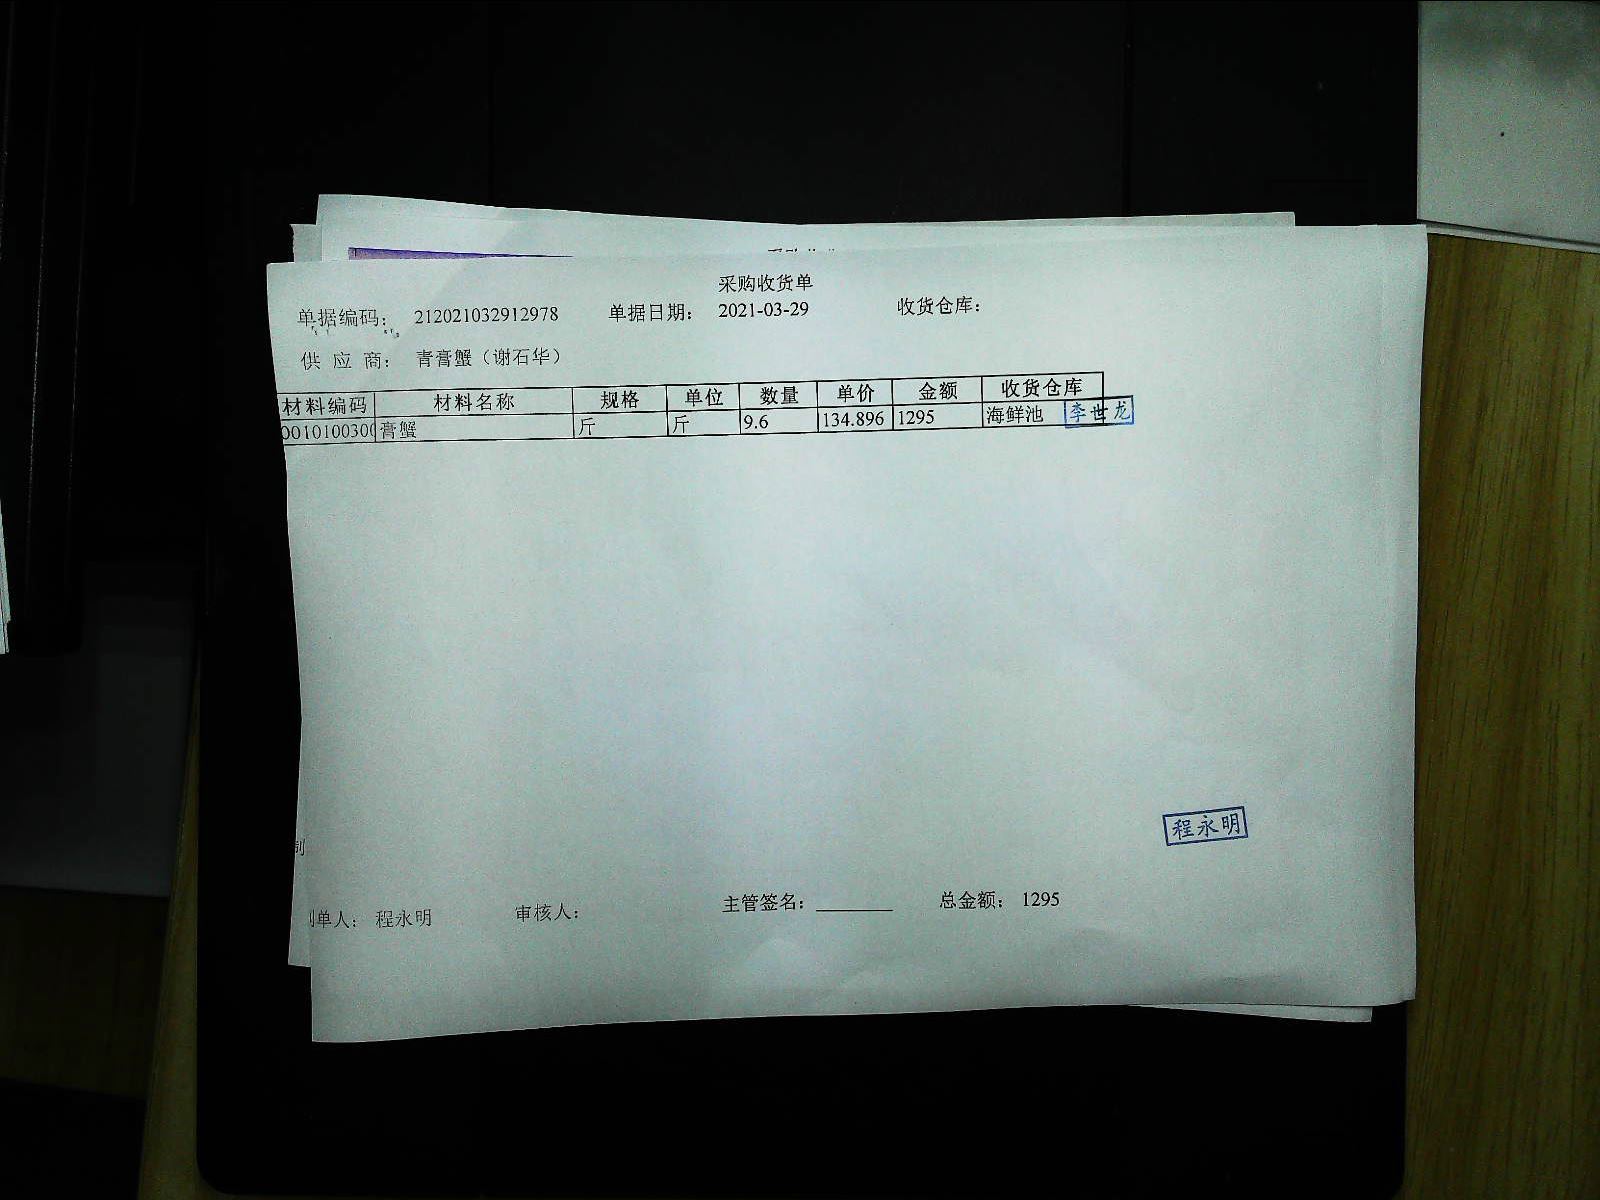 采购收货单
单据编码： 212021032912978 单据日期： 2021-03-29 收货仓库：
供 应 商： 青膏蟹（谢石华）
材料编码 材料名称 规格 单位 数量 单价 金额 收货仓库
0010100300 膏蟹 斤 斤 9.6 134.896 1295 海鲜池 李世龙
程永明
制
制单人： 程永明 审核人： 主管签名：________ 总金额： 1295